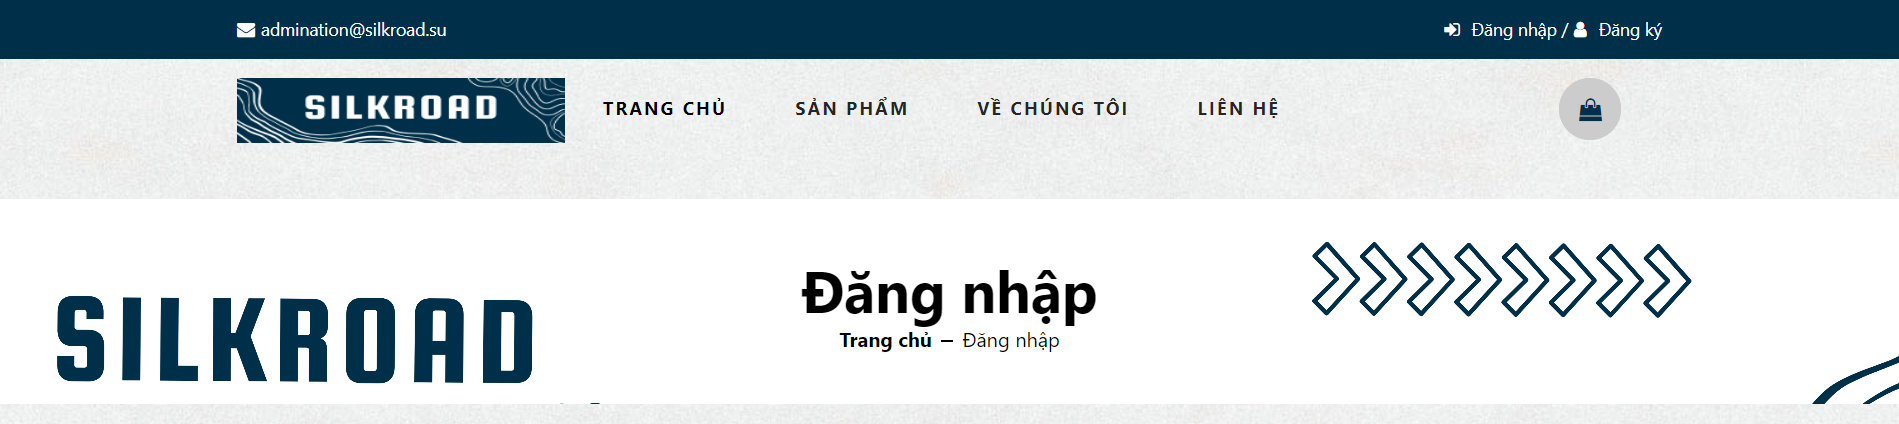 admination@silkroad.su
Đăng nhập / Đăng ký
SILKROAD
TRANG CHỦ SẢN PHẨM VỀ CHÚNG TÔI LIÊN HỆ
Đăng nhập
SILKROAD
Trang chủ – Đăng nhập